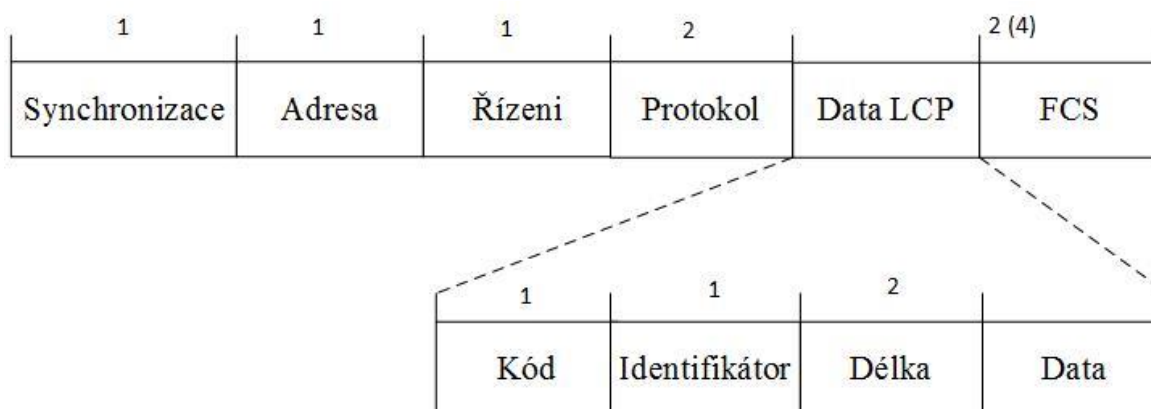 1 1 1 2 2 (4)
Synchronizace Adresa Řízeni Protokol Data LCP FCS
1 1 2
Kód Identifikátor Délka Data